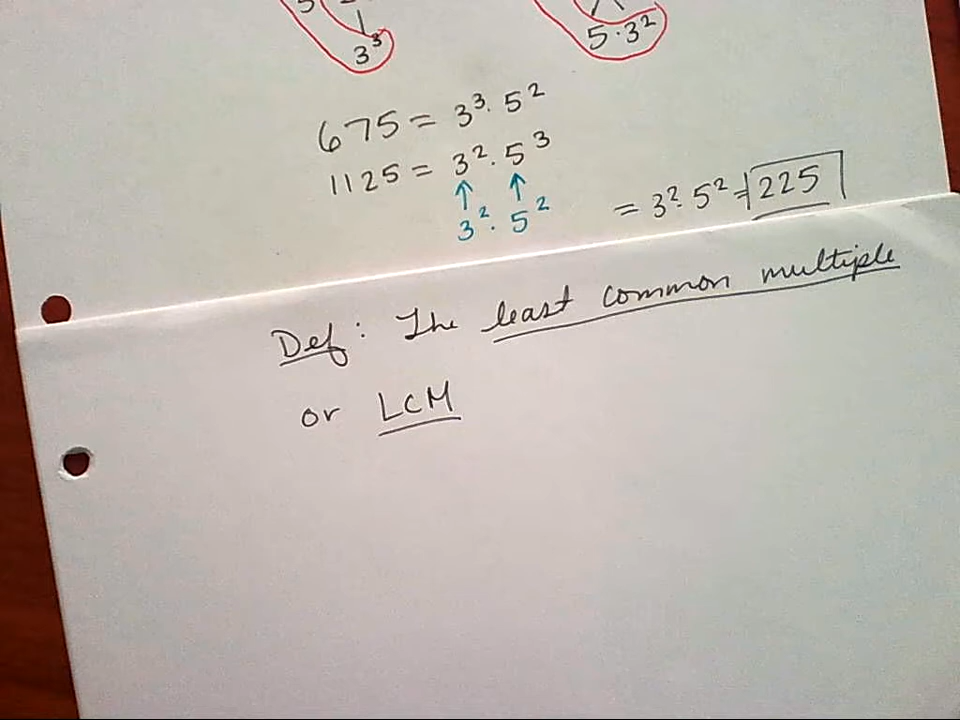 3³ 5·3²
675 = 3³· 5²
1125 = 3²· 5³
↑ ↑
3²· 5² = 3²· 5² = 225
Def : The least common multiple
or LCM